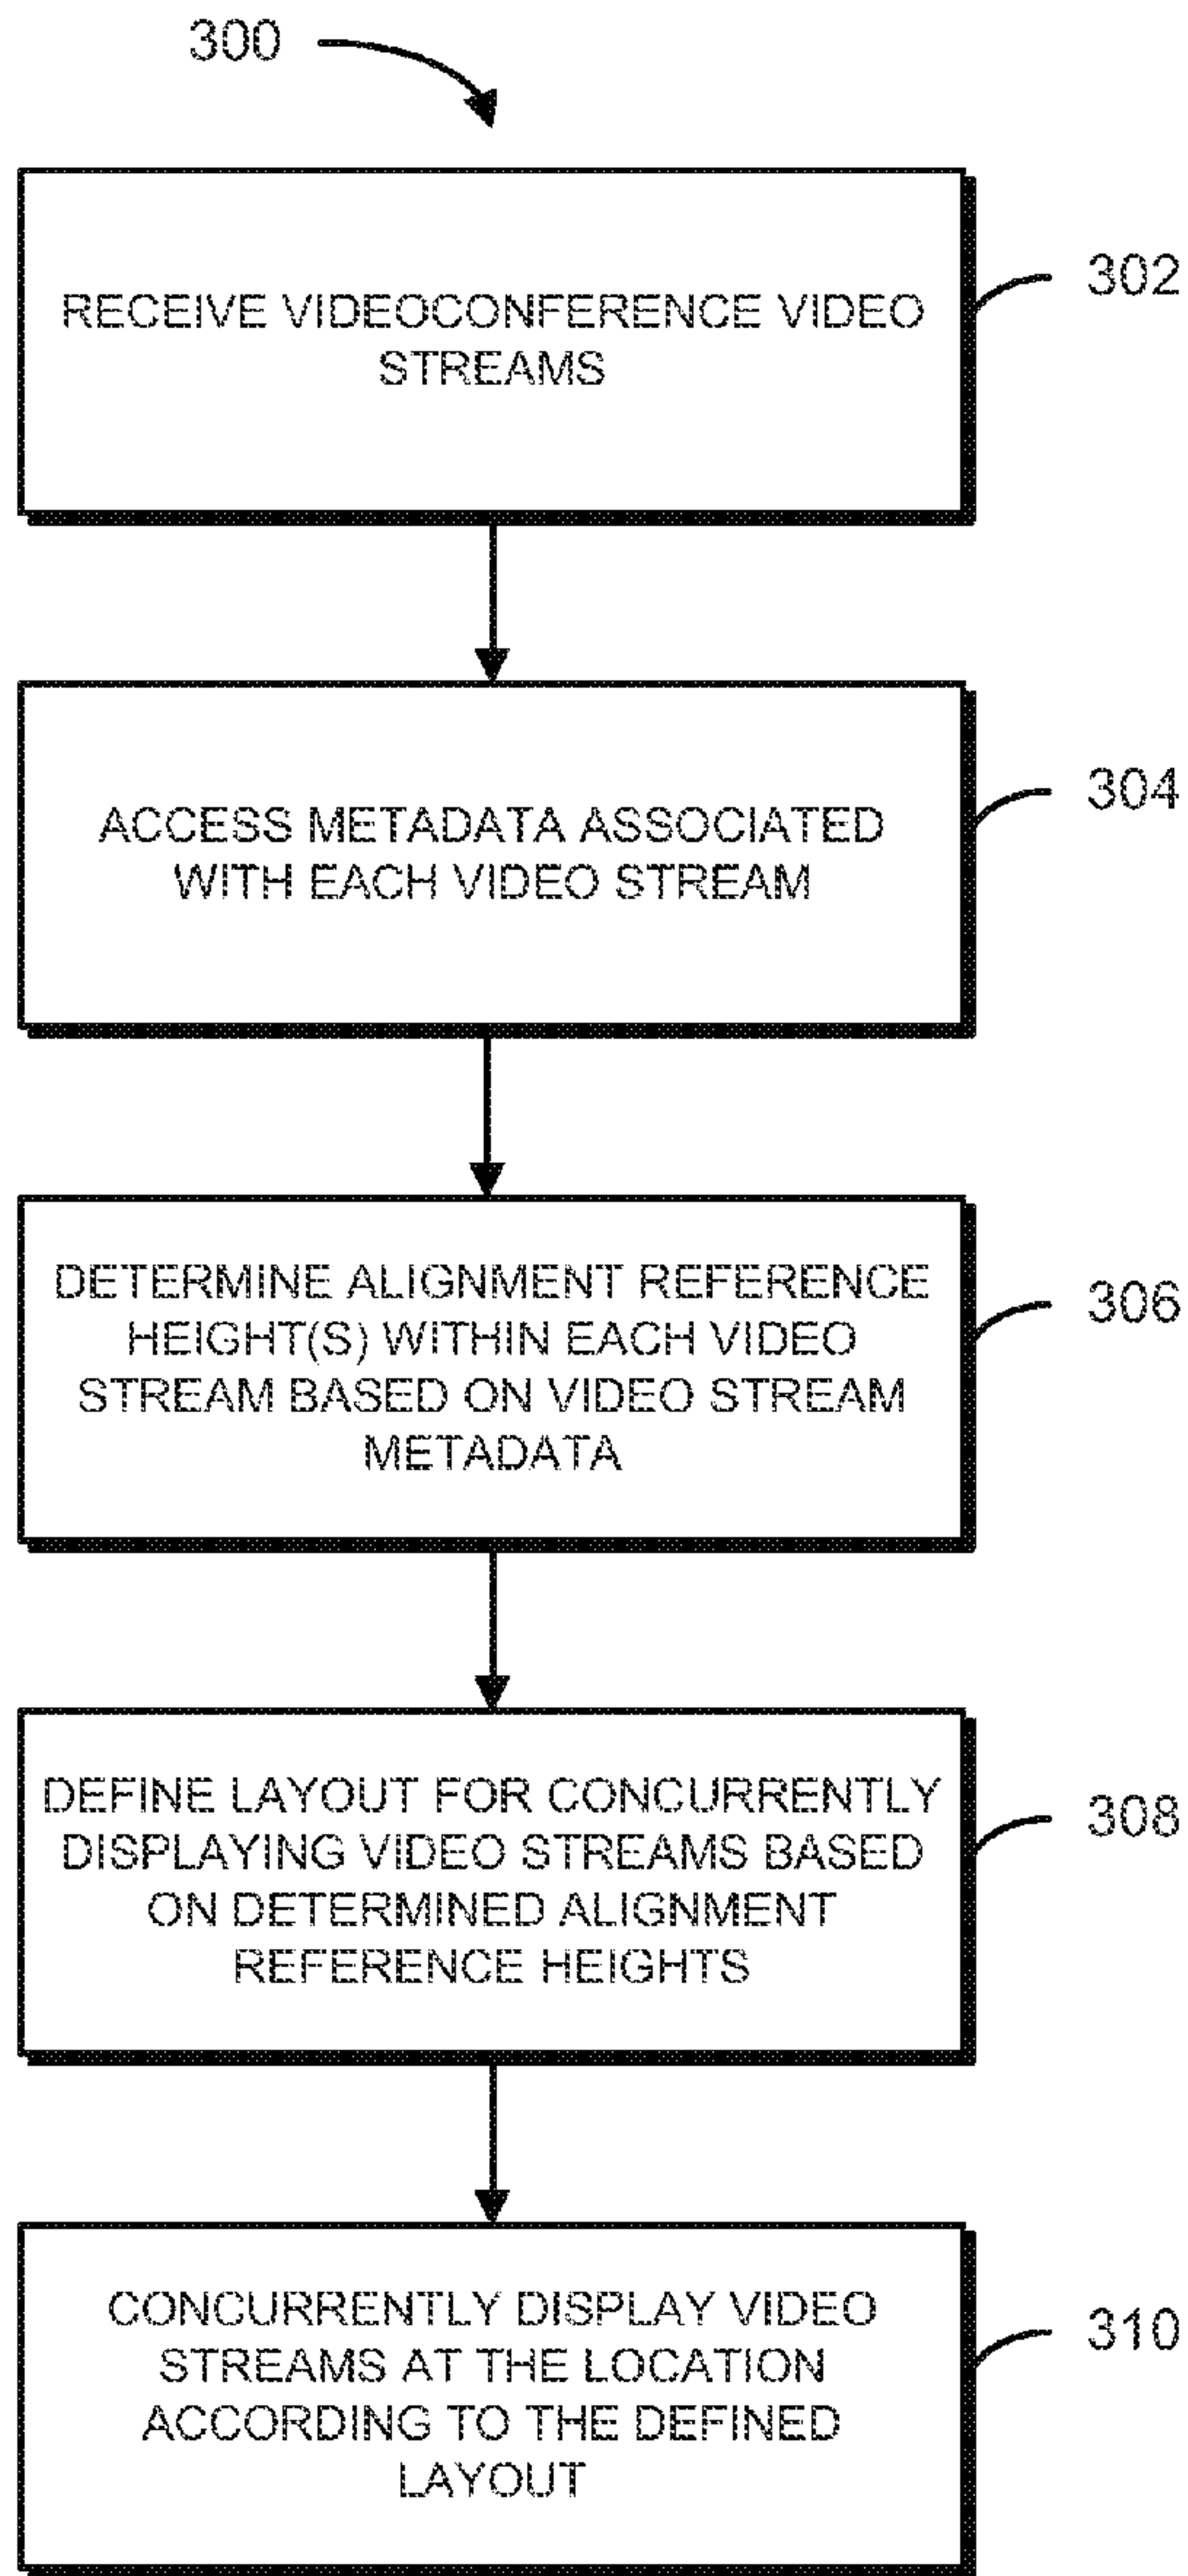 300
RECEIVE VIDEOCONFERENCE VIDEO
STREAMS
302
ACCESS METADATA ASSOCIATED
WITH EACH VIDEO STREAM
304
DETERMINE ALIGNMENT REFERENCE
HEIGHT(S) WITHIN EACH VIDEO
STREAM BASED ON VIDEO STREAM
METADATA
306
DEFINE LAYOUT FOR CONCURRENTLY
DISPLAYING VIDEO STREAMS BASED
ON DETERMINED ALIGNMENT
REFERENCE HEIGHTS
308
CONCURRENTLY DISPLAY VIDEO
STREAMS AT THE LOCATION
ACCORDING TO THE DEFINED
LAYOUT
310